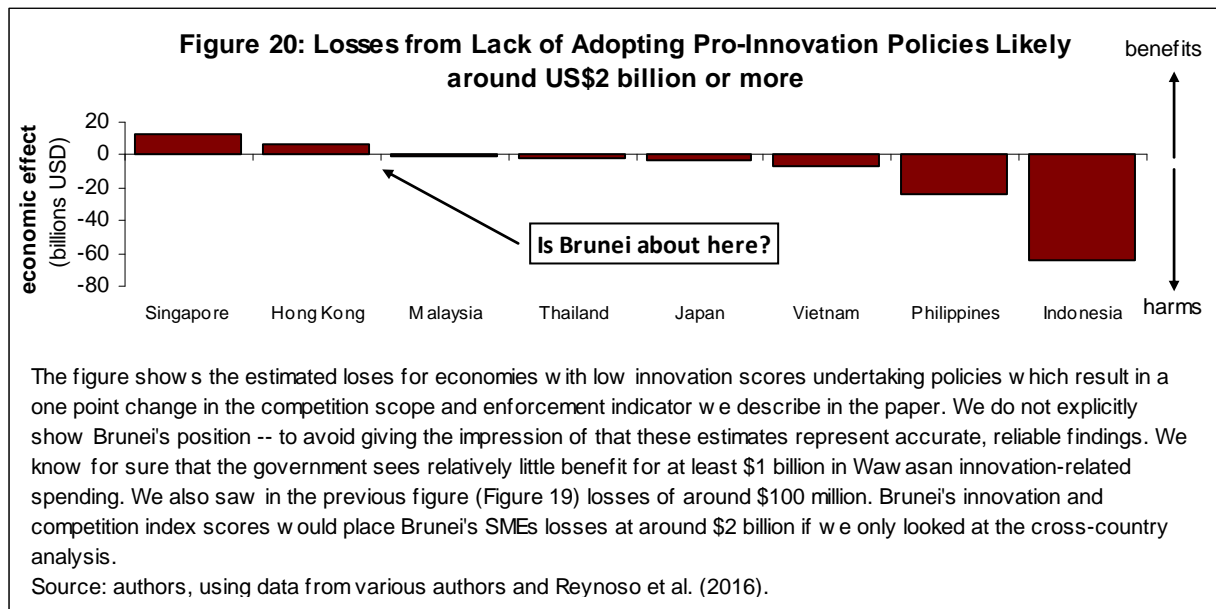 Figure 20: Losses from Lack of Adopting Pro-Innovation Policies Likely
around US$2 billion or more
benefits
economic effect
(billions USD)
20
0
-20
-40
-60
-80
Is Brunei about here?
Singapore
Hong Kong
Malaysia
Thailand
Japan
Vietnam
Philippines
Indonesia
harms
The figure shows the estimated loses for economies with low innovation scores undertaking policies which result in a
one point change in the competition scope and enforcement indicator we describe in the paper. We do not explicitly
show Brunei's position -- to avoid giving the impression of that these estimates represent accurate, reliable findings. We
know for sure that the government sees relatively little benefit for at least $1 billion in Wawasan innovation-related
spending. We also saw in the previous figure (Figure 19) losses of around $100 million. Brunei's innovation and
competition index scores would place Brunei's SMEs losses at around $2 billion if we only looked at the cross-country
analysis.
Source: authors, using data from various authors and Reynoso et al. (2016).